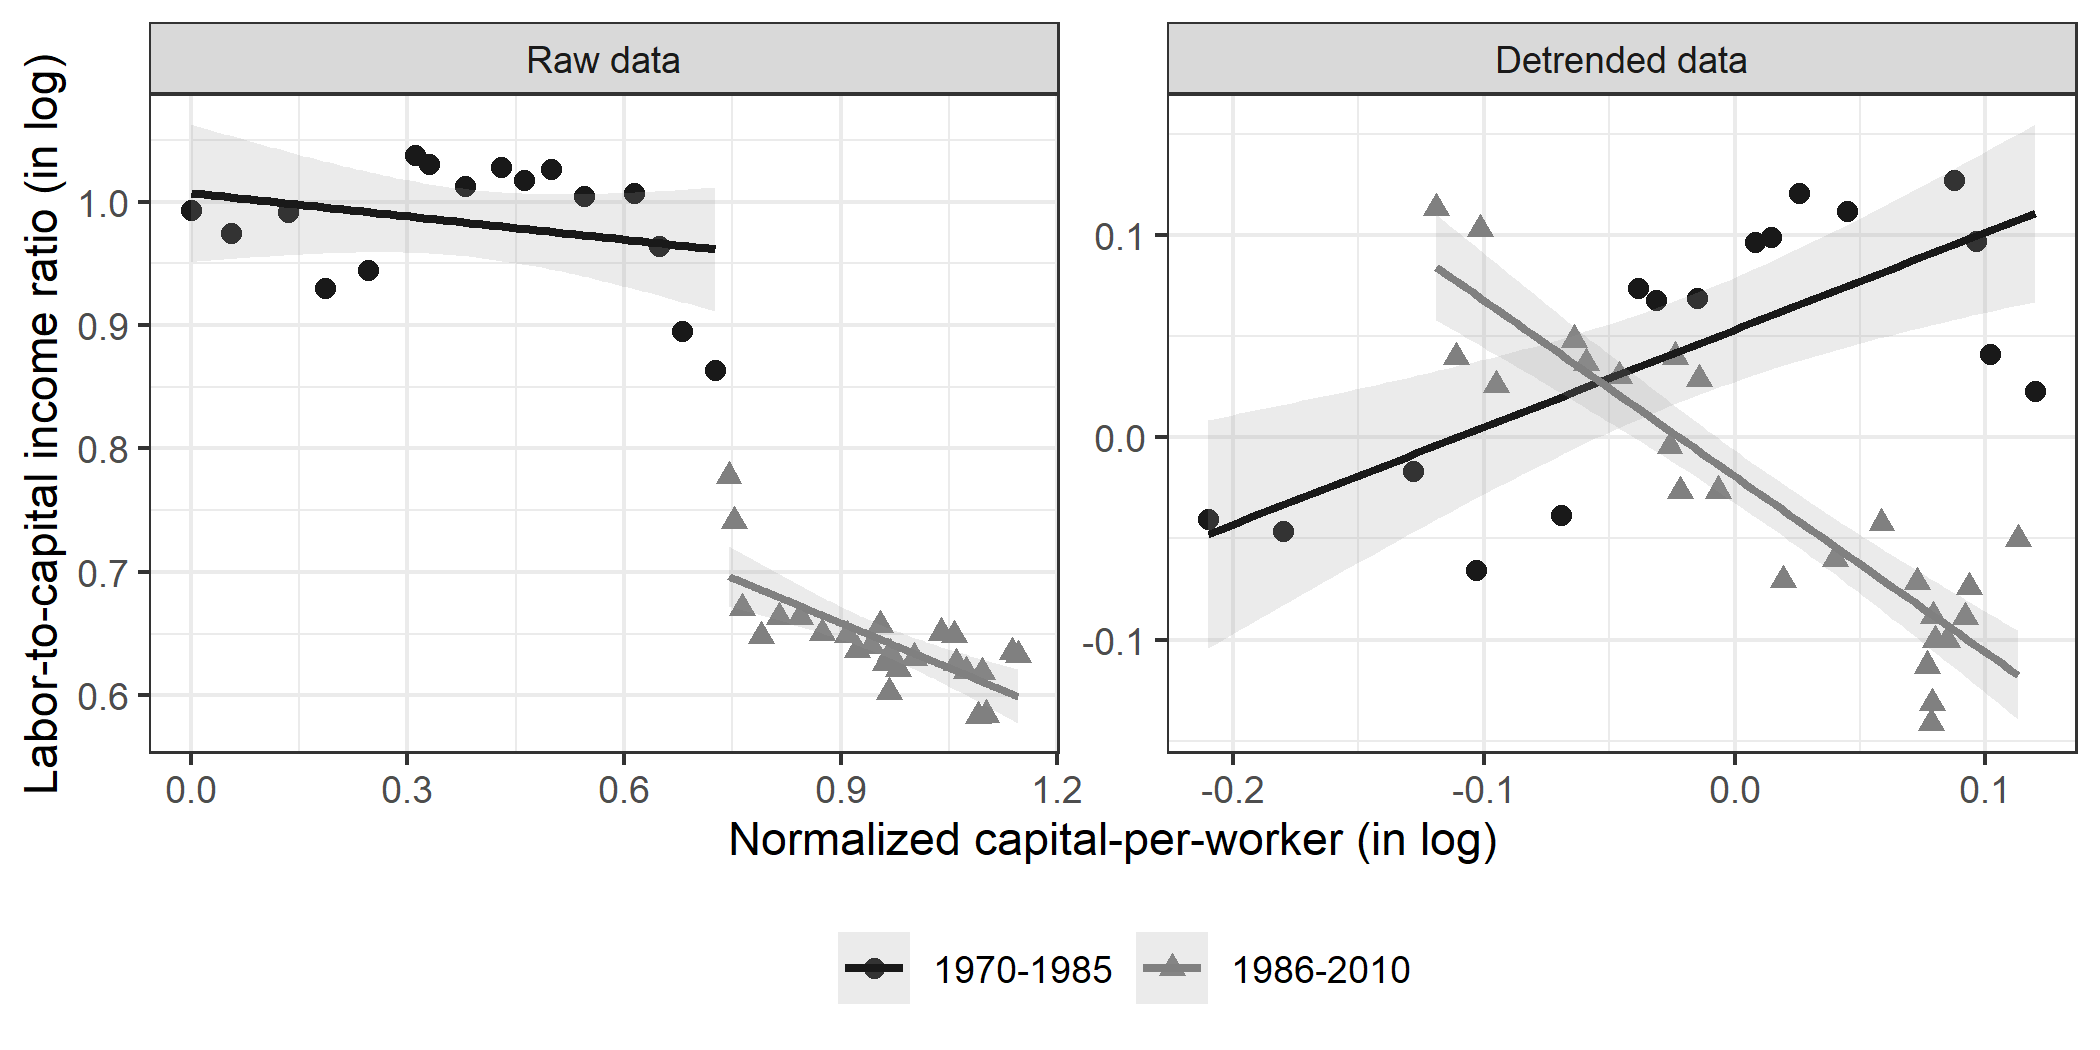 Raw data
Detrended data
Labor-to-capital income ratio (in log)
1.0
0.9
0.8
0.7
0.6
0.1
0.0
-0.1
0.0 0.3 0.6 0.9 1.2
-0.2 -0.1 0.0 0.1
Normalized capital-per-worker (in log)
1970-1985 1986-2010